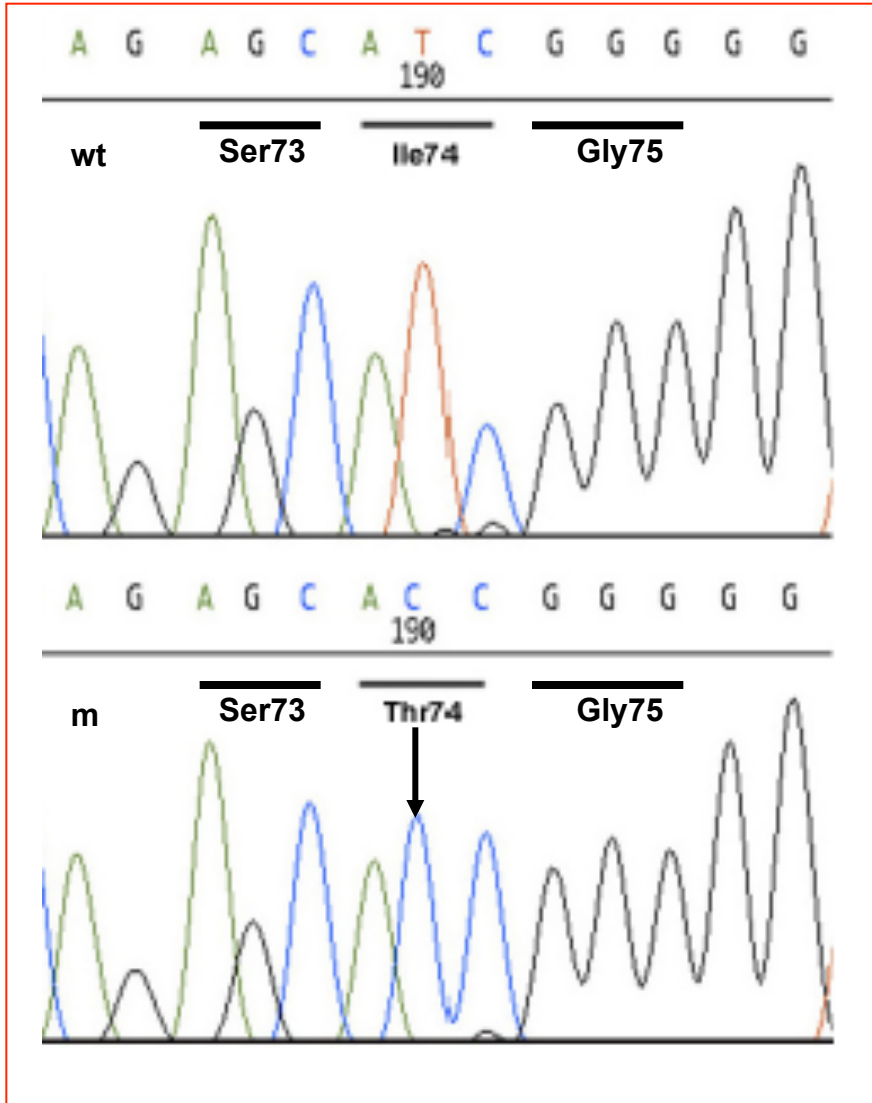 A G A G C A T C G G G G G
190
wt Ser73 Ile74 Gly75
A G A G C A C C G G G G G
190
m Ser73 Thr74 Gly75